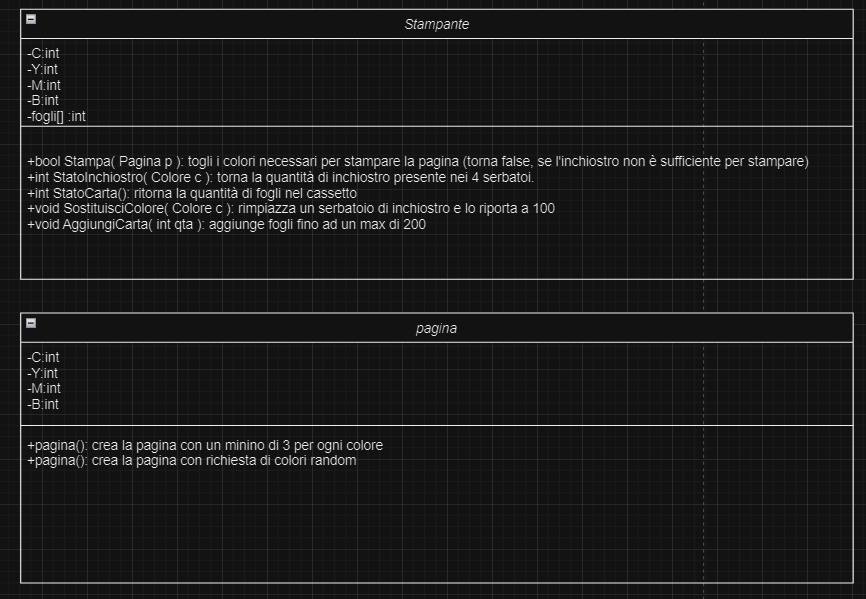 Stampante
-C:int
-Y:int
-M:int
-B:int
-fogli[] :int
+bool Stampa( Pagina p ): togli i colori necessari per stampare la pagina (torna false, se l'inchiostro non è sufficiente per stampare)
+int StatoInchiostro( Colore c ): torna la quantità di inchiostro presente nei 4 serbatoi.
+int StatoCarta(): ritorna la quantità di fogli nel cassetto
+void SostituisciColore( Colore c ): rimpiazza un serbatoio di inchiostro e lo riporta a 100
+void AggiungiCarta( int qta ): aggiunge fogli fino ad un max di 200
pagina
-C:int
-Y:int
-M:int
-B:int
+pagina(): crea la pagina con un minino di 3 per ogni colore
+pagina(): crea la pagina con richiesta di colori random